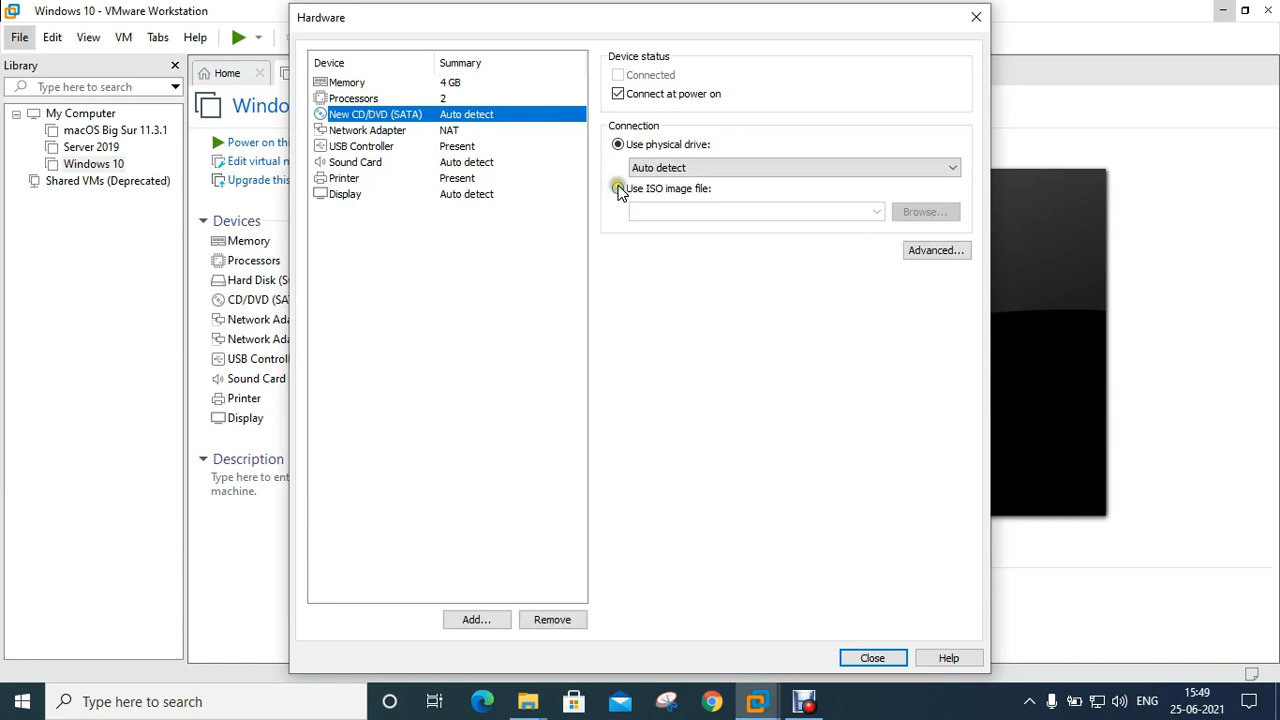 Windows 10 - VMware Workstation
File Edit View VM Tabs Help
Library
Type here to search
My Computer
macOS Big Sur 11.3.1
Server 2019
Windows 10
Shared VMs (Deprecated)
Home
Windo
Power on th
Edit virtual m
Upgrade this
Devices
Memory
Processors
Hard Disk (S
CD/DVD (SA
Network Ada
Network Ada
USB Control
Sound Card
Printer
Display
Description
Type here to ent
machine.
Hardware
Device Summary
Memory 4 GB
Processors 2
New CD/DVD (SATA) Auto detect
Network Adapter NAT
USB Controller Present
Sound Card Auto detect
Printer Present
Display Auto detect
Add... Remove
Device status
Connected
Connect at power on
Connection
Use physical drive:
Auto detect
Use ISO image file:
Browse...
Advanced...
Close Help
Type here to search
ENG
15:49
25-06-2021